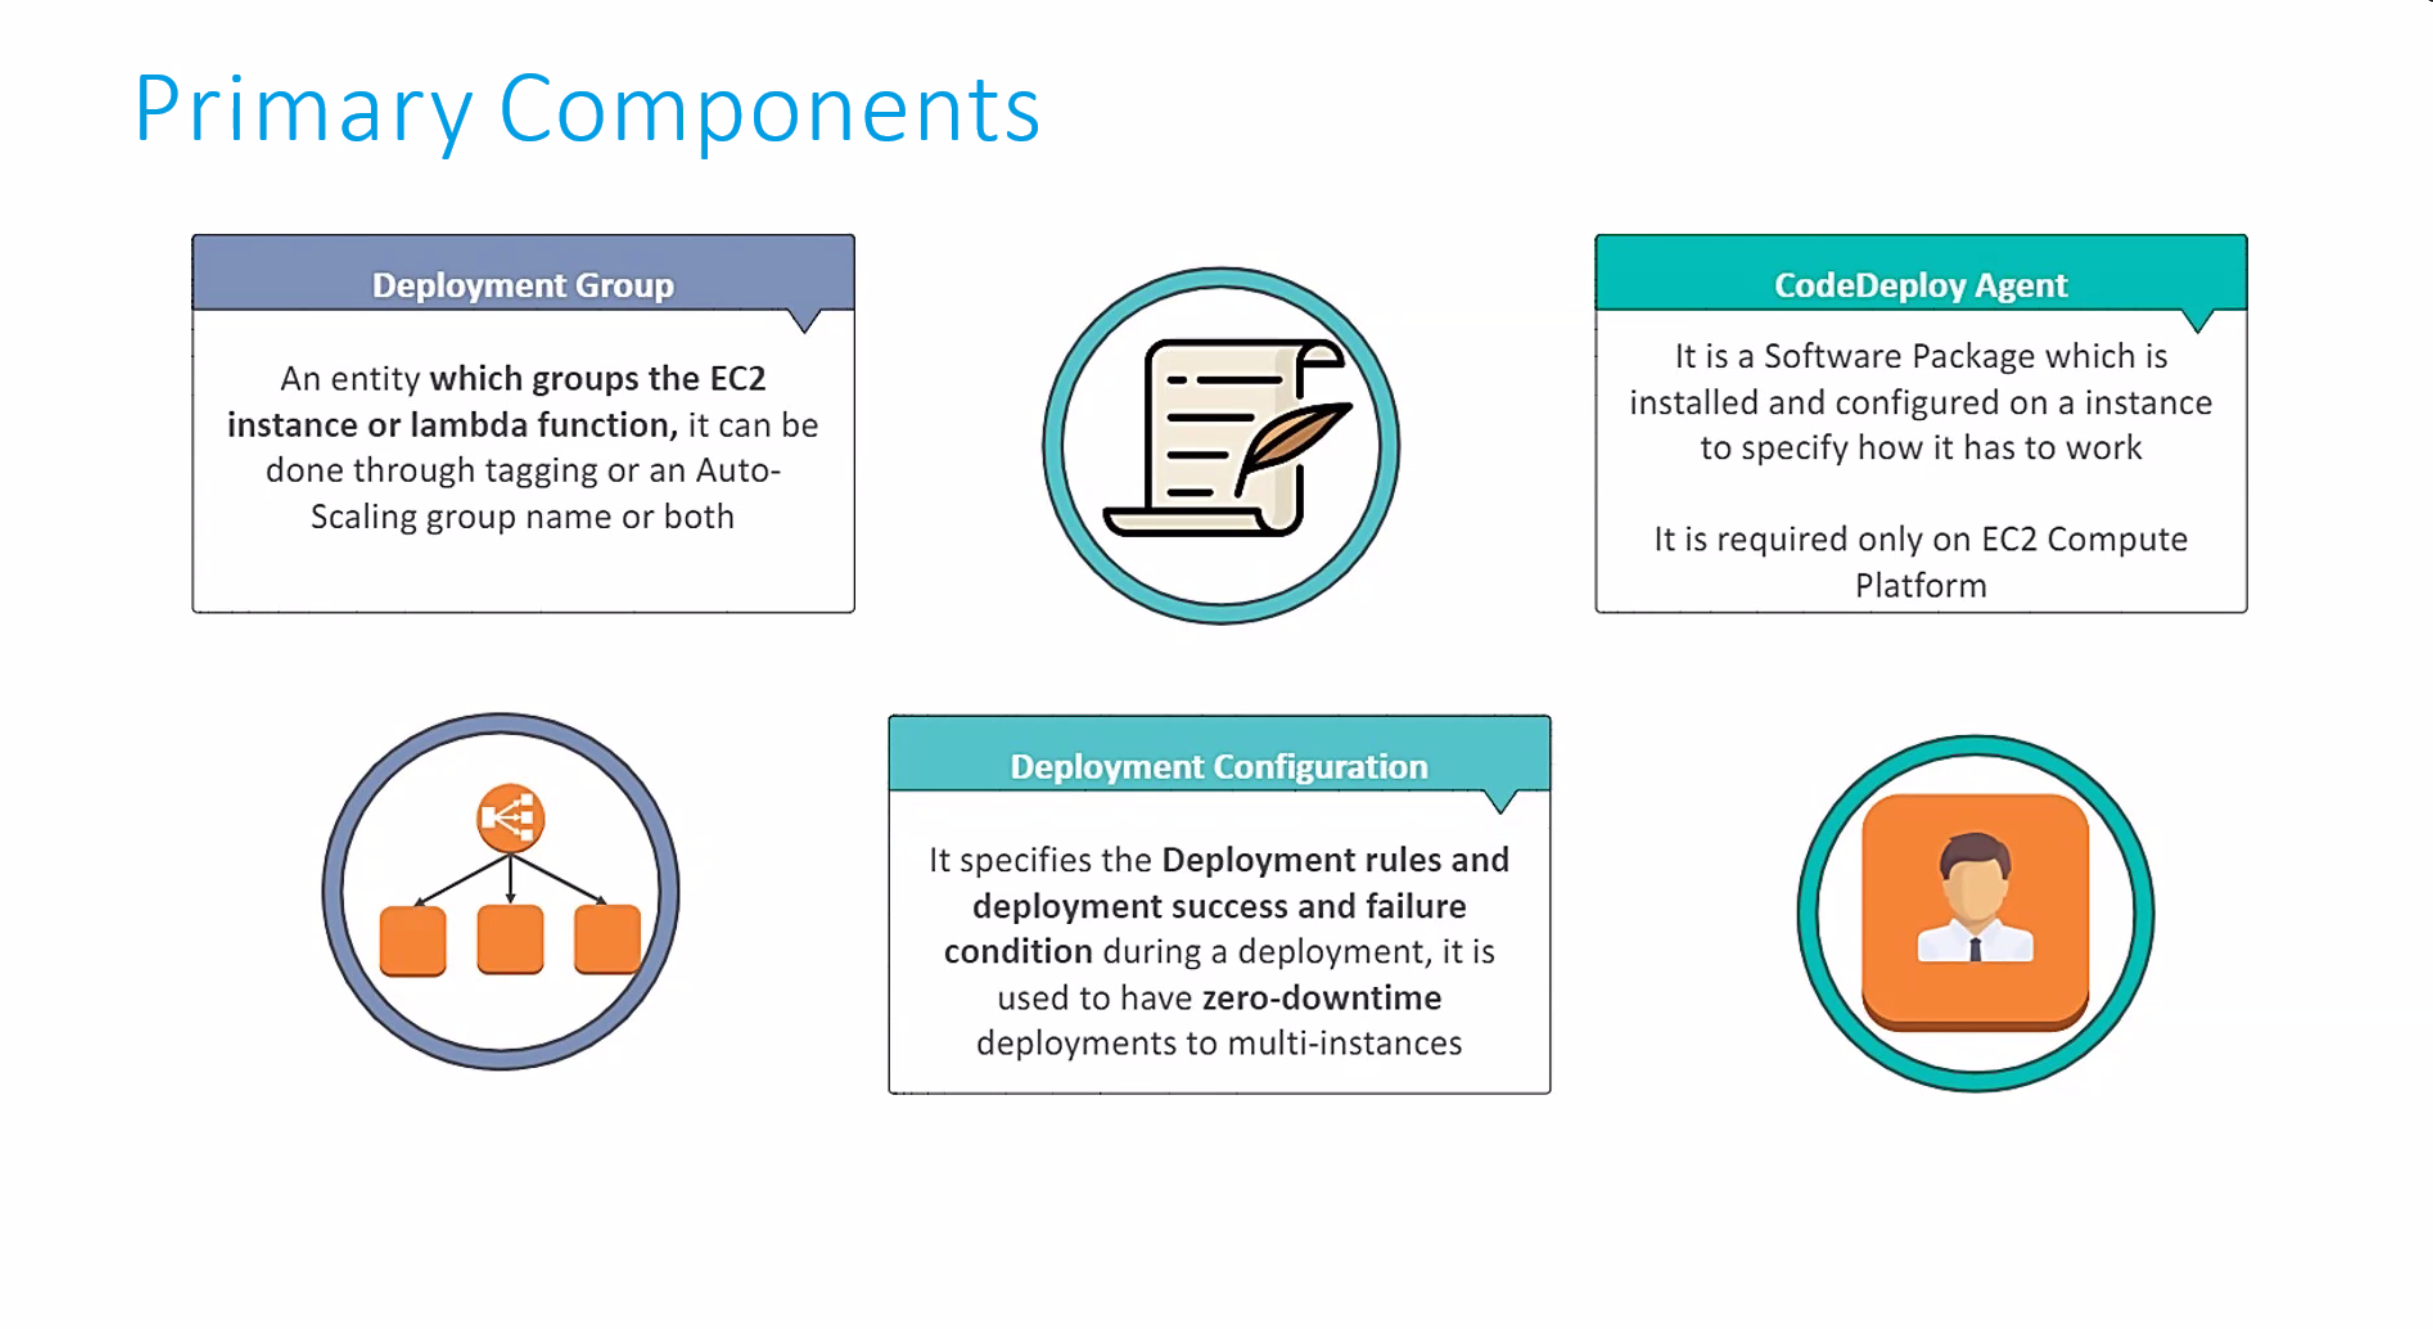 Primary Components
Deployment Group
An entity which groups the EC2
instance or lambda function, it can be
done through tagging or an Auto-
Scaling group name or both
CodeDeploy Agent
It is a Software Package which is
installed and configured on a instance
to specify how it has to work
It is required only on EC2 Compute
Platform
Deployment Configuration
It specifies the Deployment rules and
deployment success and failure
condition during a deployment, it is
used to have zero-downtime
deployments to multi-instances